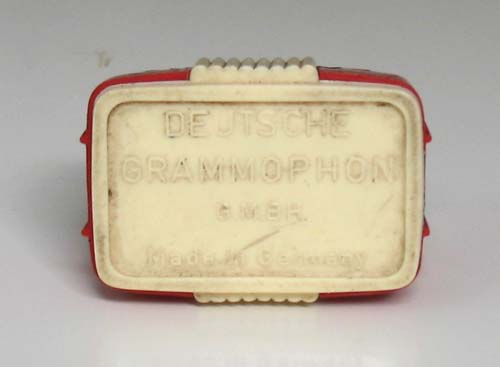 DEUTSCHE
GRAMMOPHON
G.M.B.H.
Made in Germany